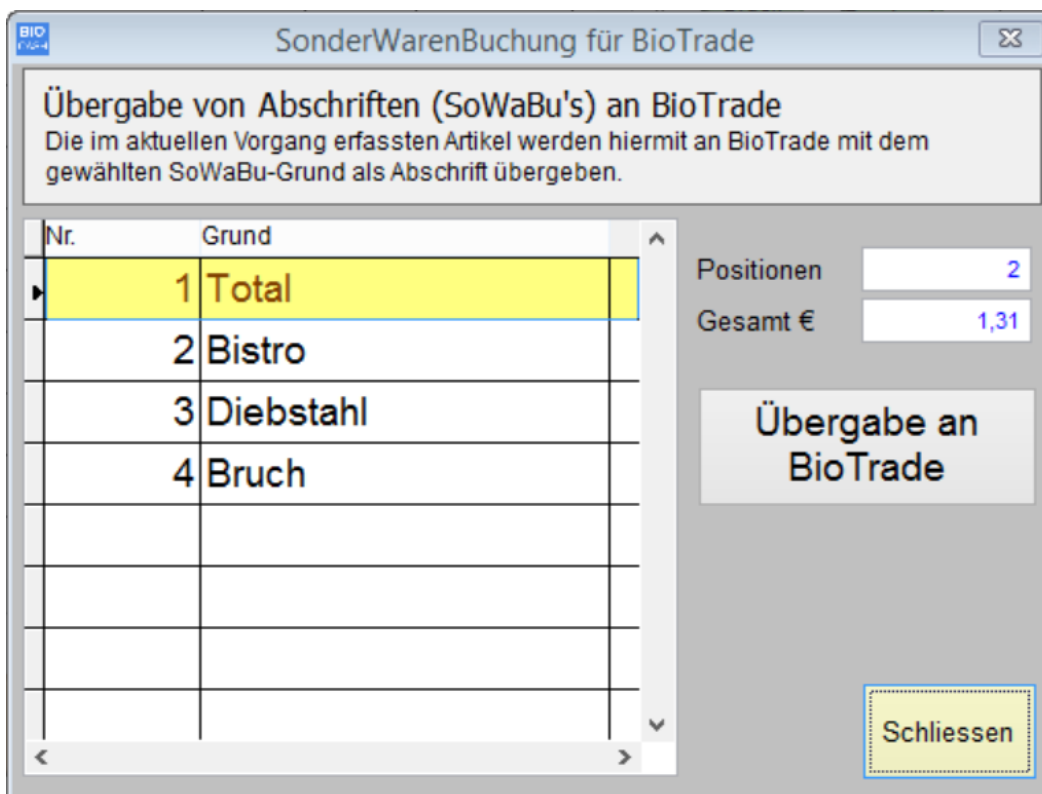 BIO
CASH
SonderWarenBuchung für BioTrade
Übergabe von Abschriften (SoWaBu's) an BioTrade
Die im aktuellen Vorgang erfassten Artikel werden hiermit an BioTrade mit dem
gewählten SoWaBu-Grund als Abschrift übergeben.
Nr. Grund
1 Total
2 Bistro
3 Diebstahl
4 Bruch
Positionen 2
Gesamt € 1,31
Übergabe an
BioTrade
Schliessen